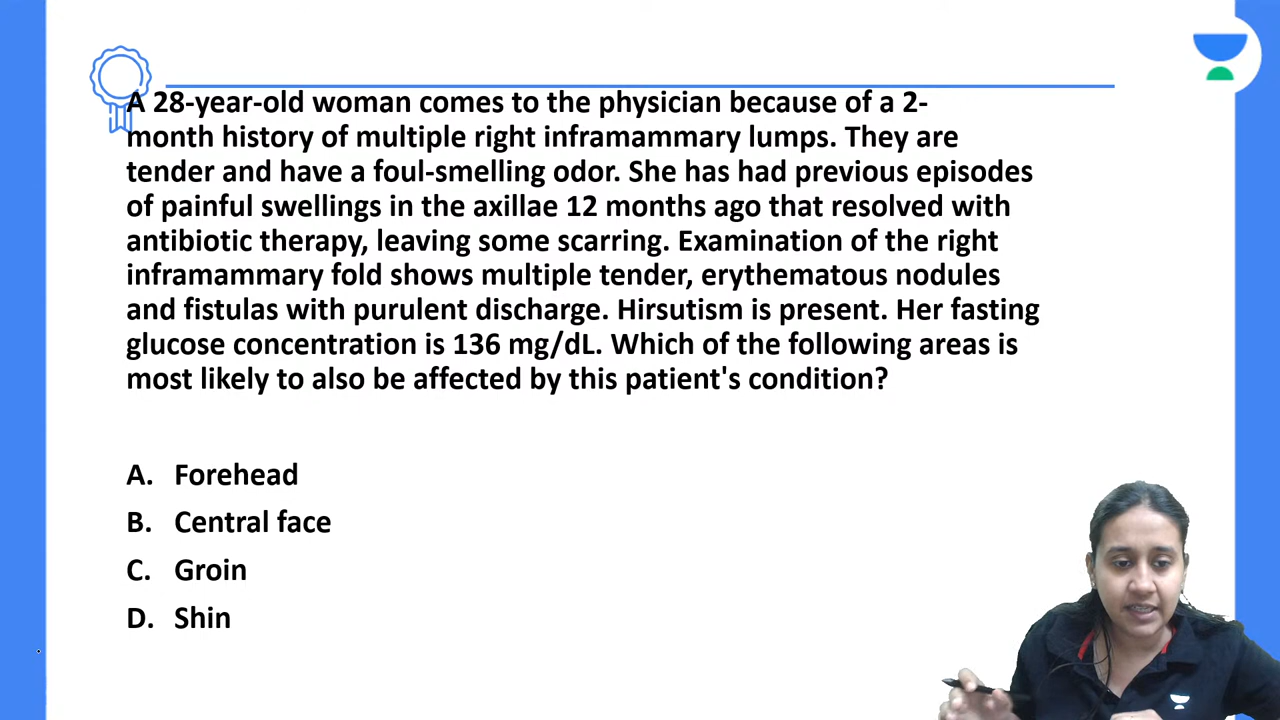 A 28-year-old woman comes to the physician because of a 2-
month history of multiple right inframammary lumps. They are
tender and have a foul-smelling odor. She has had previous episodes
of painful swellings in the axillae 12 months ago that resolved with
antibiotic therapy, leaving some scarring. Examination of the right
inframammary fold shows multiple tender, erythematous nodules
and fistulas with purulent discharge. Hirsutism is present. Her fasting
glucose concentration is 136 mg/dL. Which of the following areas is
most likely to also be affected by this patient's condition?
A. Forehead
B. Central face
C. Groin
D. Shin